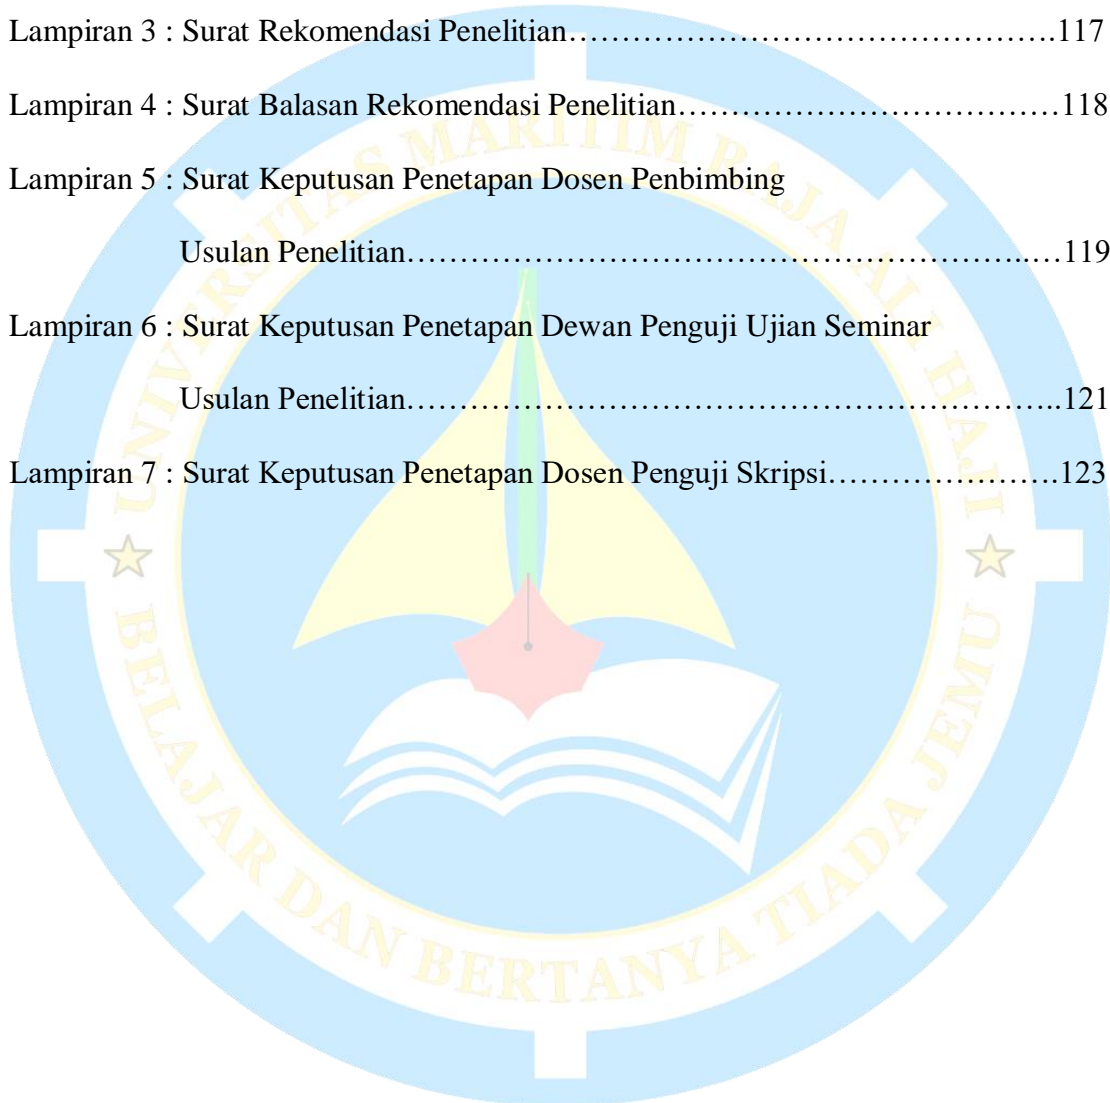 Lampiran 3 : Surat Rekomendasi Penelitian……………………………………….117
Lampiran 4 : Surat Balasan Rekomendasi Penelitian………………………………118
Lampiran 5 : Surat Keputusan Penetapan Dosen Penbimbing
Usulan Penelitian…………………………………………………….…119
Lampiran 6 : Surat Keputusan Penetapan Dewan Penguji Ujian Seminar
Usulan Penelitian……………………………………………………..121
Lampiran 7 : Surat Keputusan Penetapan Dosen Penguji Skripsi………………….123
UNIVERSITAS MARITIM RAJA ALI HAJI
BELAJAR DAN BERTANYA TIADA JEMU